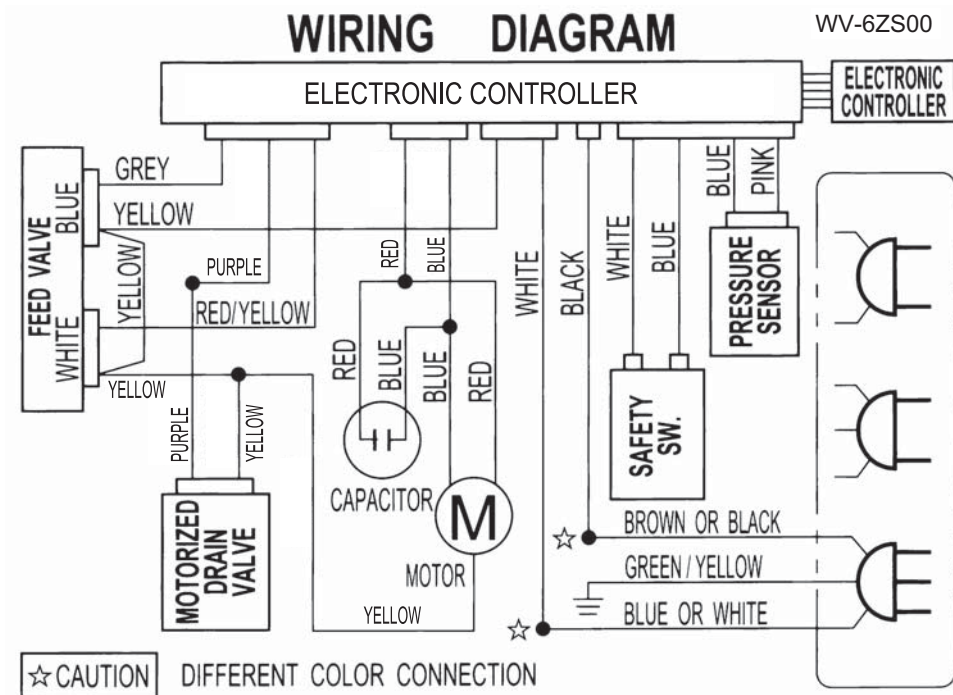 WIRING DIAGRAM
WV-6ZS00
ELECTRONIC CONTROLLER
ELECTRONIC
CONTROLLER
FEED VALVE
BLUE
WHITE
GREY
YELLOW
YELLOW
PURPLE
RED/YELLOW
YELLOW
PURPLE
YELLOW
MOTORIZED
DRAIN
VALVE
RED
BLUE
RED
BLUE
BLUE
RED
CAPACITOR
M
MOTOR
YELLOW
WHITE
BLACK
WHITE
BLUE
SAFETY
SW.
BLUE
PINK
PRESSURE
SENSOR
☆ BROWN OR BLACK
GREEN / YELLOW
☆ BLUE OR WHITE
☆ CAUTION DIFFERENT COLOR CONNECTION